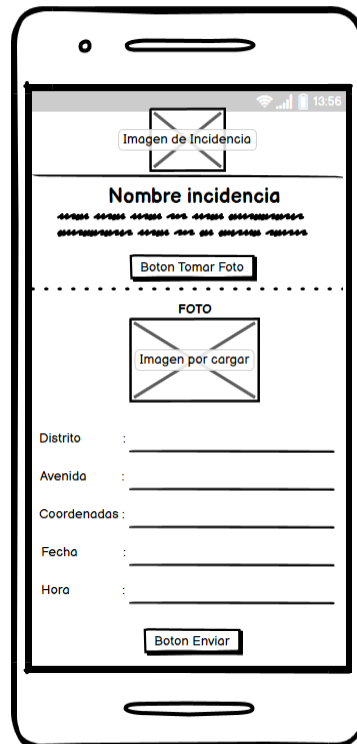 13:56
Imagen de Incidencia
Nombre incidencia
Boton Tomar Foto
FOTO
Imagen por cargar
Distrito :
Avenida :
Coordenadas :
Fecha :
Hora :
Boton Enviar